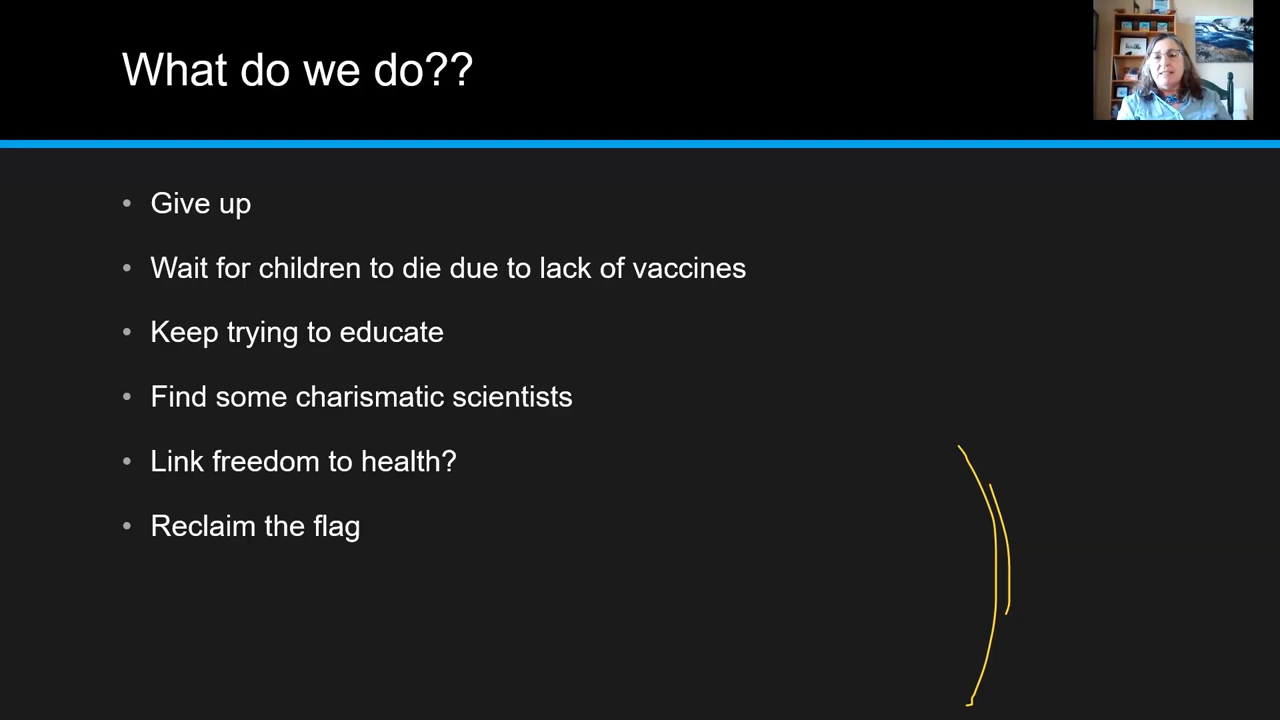 What do we do??
• Give up
• Wait for children to die due to lack of vaccines
• Keep trying to educate
• Find some charismatic scientists
• Link freedom to health?
• Reclaim the flag